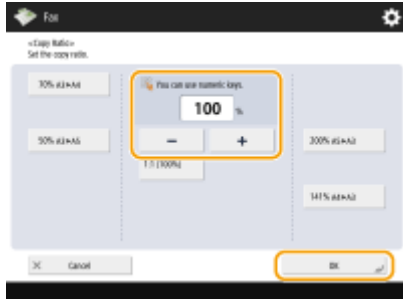 Fax
<Copy Ratio>
Set the copy ratio.
70% A3▶A4
You can use numeric keys.
100 %
50% A3▶A5
− +
200% A5▶A3
1:1 (100%)
141% A4▶A3
× Cancel
OK